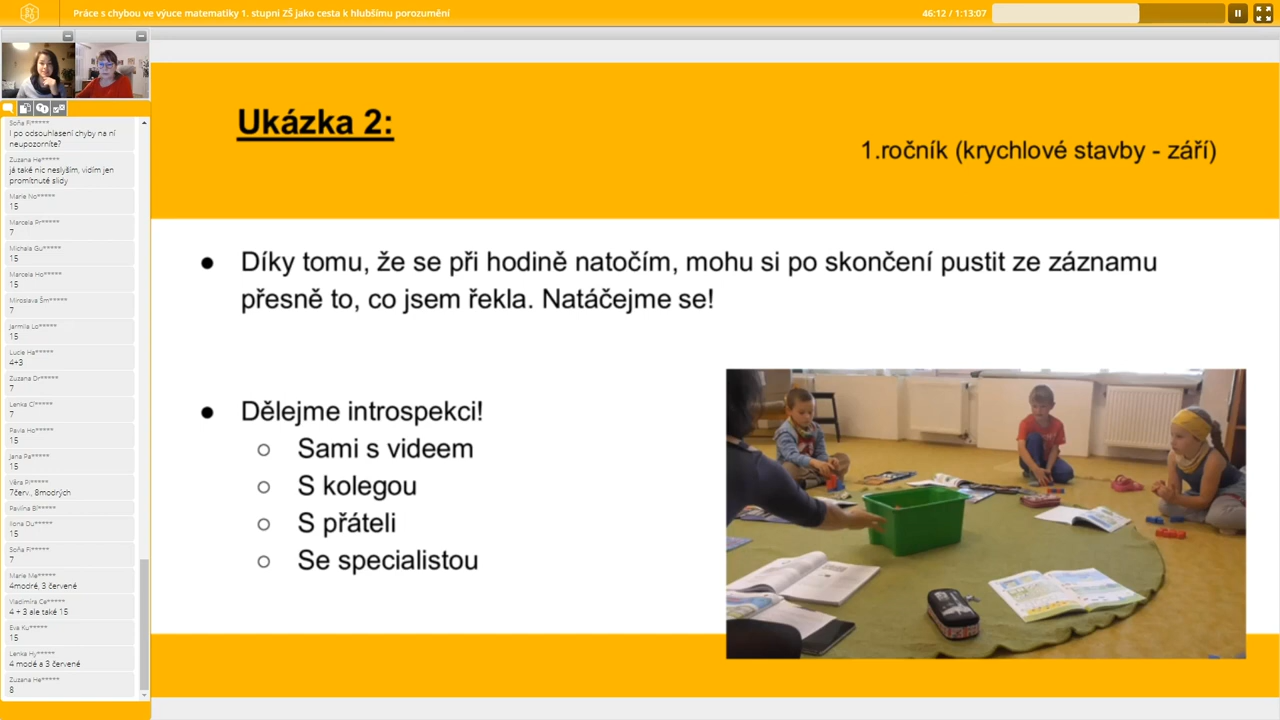 Práce s chybou ve výuce matematiky 1. stupni ZŠ jako cesta k hlubšímu porozumění
46:12 / 1:13:07
Soňa Fi*****
I po odsouhlasení chyby na ní
neupozorníte?
Zuzana He*****
já také nic neslyším, vidím jen
promítnuté slidy
Marie No*****
15
Marcela Pr*****
7
Michala Gu*****
15
Marcela Ho*****
15
Miroslava Šm*****
7
Jarmila Lo*****
15
Lucie Ha*****
4+3
Zuzana Dr*****
7
Lenka Cí*****
7
Pavla Ho*****
15
Jana Pa*****
15
Věra Pi*****
7červ., 8modrých
Pavlína Bl*****
Ilona Du*****
15
Soňa Fi*****
7
Marie Me*****
4modré, 3 červené
Vladimíra Ce*****
4 + 3 ale také 15
Eva Ku*****
15
Lenka Hy*****
4 modé a 3 červené
Zuzana He*****
8
Ukázka 2:
1.ročník (krychlové stavby - září)
● Díky tomu, že se při hodině natočím, mohu si po skončení pustit ze záznamu
přesně to, co jsem řekla. Natáčejme se!
● Dělejme introspekci!
○ Sami s videem
○ S kolegou
○ S přáteli
○ Se specialistou